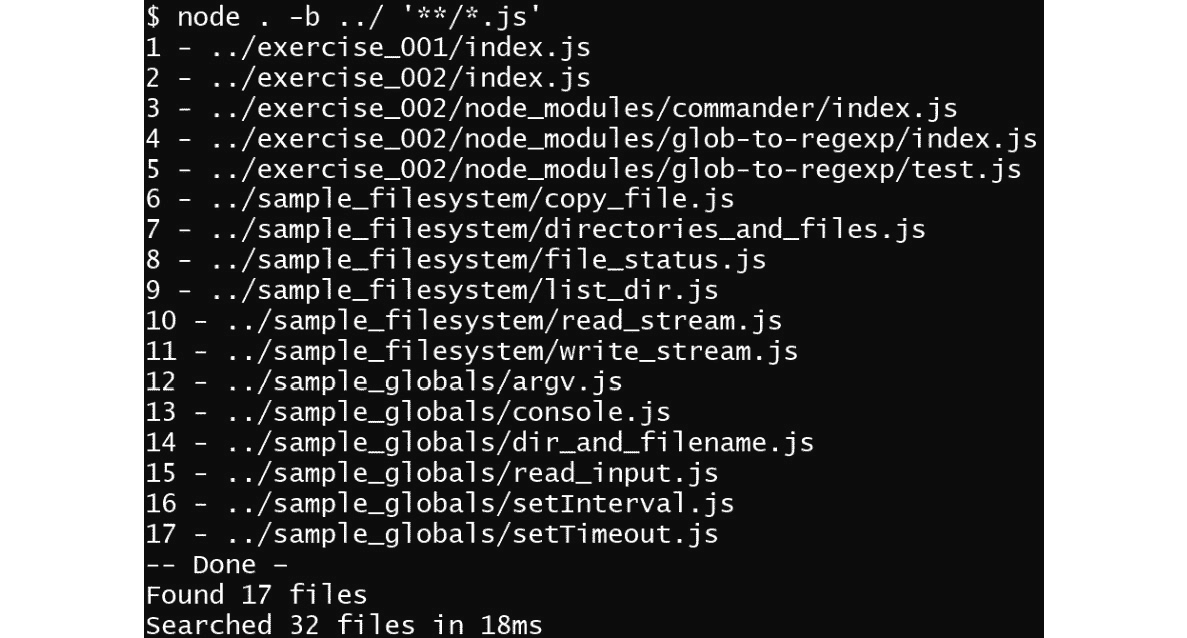 $ node . -b ../ '**/*.js'
1 - ../exercise_001/index.js
2 - ../exercise_002/index.js
3 - ../exercise_002/node_modules/commander/index.js
4 - ../exercise_002/node_modules/glob-to-regexp/index.js
5 - ../exercise_002/node_modules/glob-to-regexp/test.js
6 - ../sample_filesystem/copy_file.js
7 - ../sample_filesystem/directories_and_files.js
8 - ../sample_filesystem/file_status.js
9 - ../sample_filesystem/list_dir.js
10 - ../sample_filesystem/read_stream.js
11 - ../sample_filesystem/write_stream.js
12 - ../sample_globals/argv.js
13 - ../sample_globals/console.js
14 - ../sample_globals/dir_and_filename.js
15 - ../sample_globals/read_input.js
16 - ../sample_globals/setInterval.js
17 - ../sample_globals/setTimeout.js
-- Done -
Found 17 files
Searched 32 files in 18ms